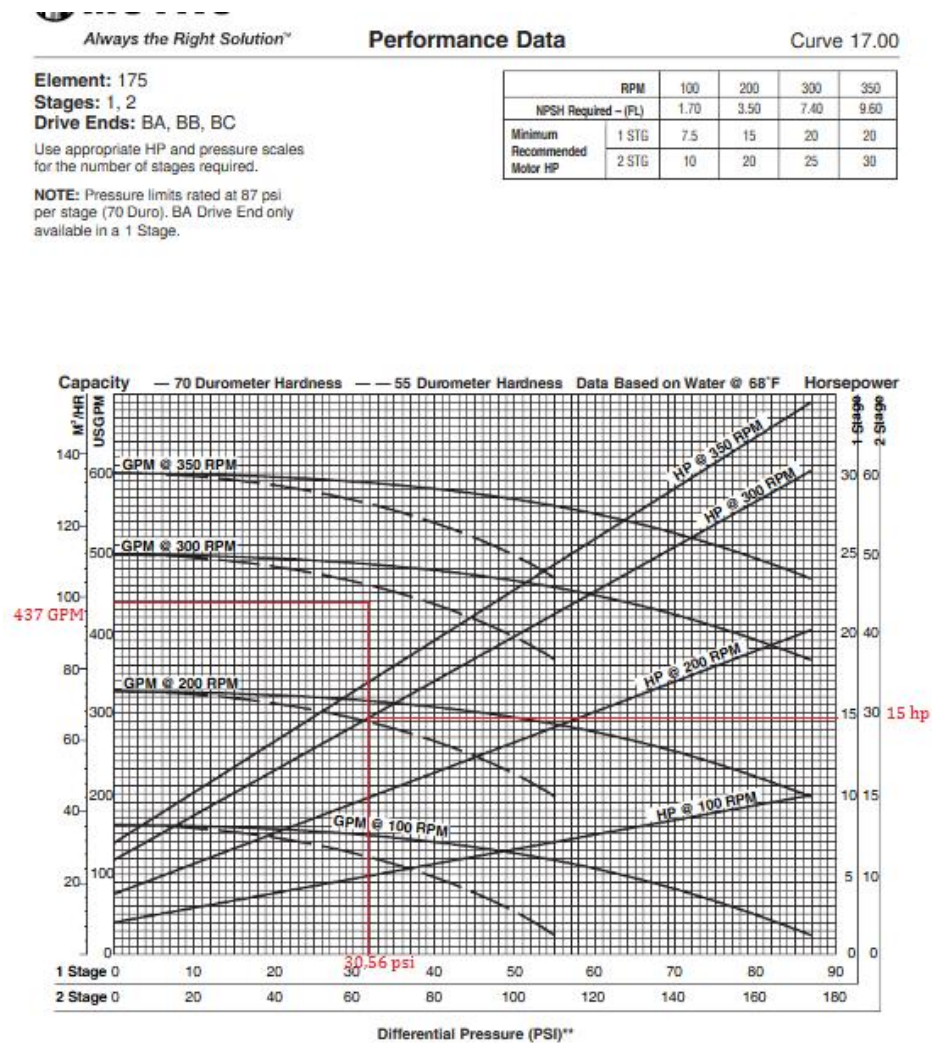 Always the Right Solution™
Performance Data
Curve 17.00
Element: 175
Stages: 1, 2
Drive Ends: BA, BB, BC
Use appropriate HP and pressure scales
for the number of stages required.
NOTE: Pressure limits rated at 87 psi
per stage (70 Duro). BA Drive End only
available in a 1 Stage.
RPM 100 200 300 350
NPSH Required – (Ft.) 1.70 3.50 7.40 9.60
Minimum Recommended Motor HP
1 STG 7.5 15 20 20
2 STG 10 20 25 30
Capacity — 70 Durometer Hardness — — 55 Durometer Hardness Data Based on Water @ 68°F Horsepower
M³/HR
USGPM
1 Stage
2 Stage
140
120
100
80
60
40
20
600
500
400
300
200
100
0
GPM @ 350 RPM
GPM @ 300 RPM
GPM @ 200 RPM
GPM @ 100 RPM
HP @ 350 RPM
HP @ 300 RPM
HP @ 200 RPM
HP @ 100 RPM
30 60
25 50
20 40
15 30
10 15
5 10
0 0
437 GPM
15 hp
30,56 psi
1 Stage 0 10 20 30 40 50 60 70 80 90
2 Stage 0 20 40 60 80 100 120 140 160 180
Differential Pressure (PSI)**